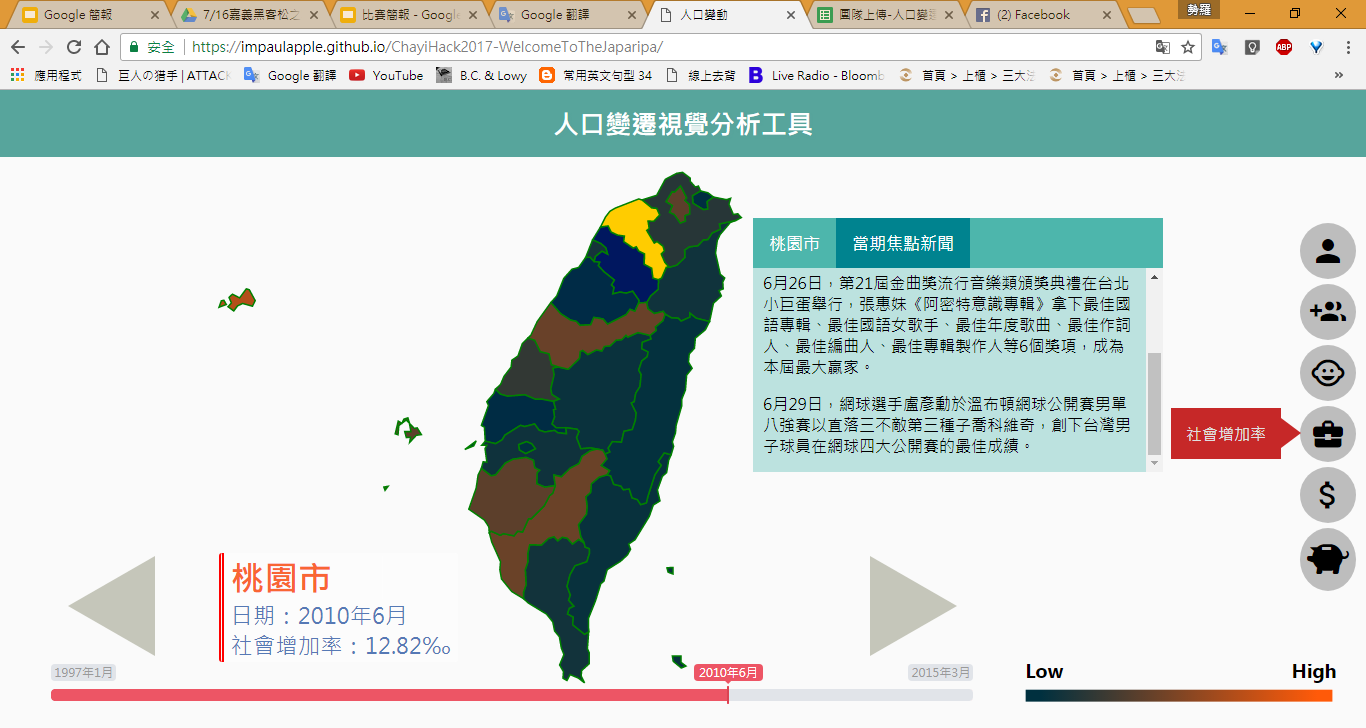 Google 簡報
7/16嘉義黑客松之
比賽簡報 - Google
Google 翻譯
人口變動
團隊上傳-人口變
(2) Facebook
勢羅
安全
https://impaulapple.github.io/ChayiHack2017-WelcomeToTheJaparipa/
應用程式
巨人の獵手 | ATTACK
Google 翻譯
YouTube
B.C. & Lowy
常用英文句型 34
線上去背
Live Radio - Bloomb
首頁 > 上櫃 > 三大法
首頁 > 上櫃 > 三大法
人口變遷視覺分析工具
桃園市
當期焦點新聞
6月26日，第21屆金曲獎流行音樂類頒獎典禮在台北
小巨蛋舉行，張惠妹《阿密特意識專輯》拿下最佳國
語專輯、最佳國語女歌手、最佳年度歌曲、最佳作詞
人、最佳編曲人、最佳專輯製作人等6個獎項，成為
本屆最大贏家。
6月29日，網球選手盧彥勳於溫布頓網球公開賽男單
八強賽以直落三不敵第三種子喬科維奇，創下台灣男
子球員在網球四大公開賽的最佳成績。
社會增加率
ABP
桃園市
日期：2010年6月
社會增加率：12.82‰
1997年1月
2010年6月
2015年3月
Low
High